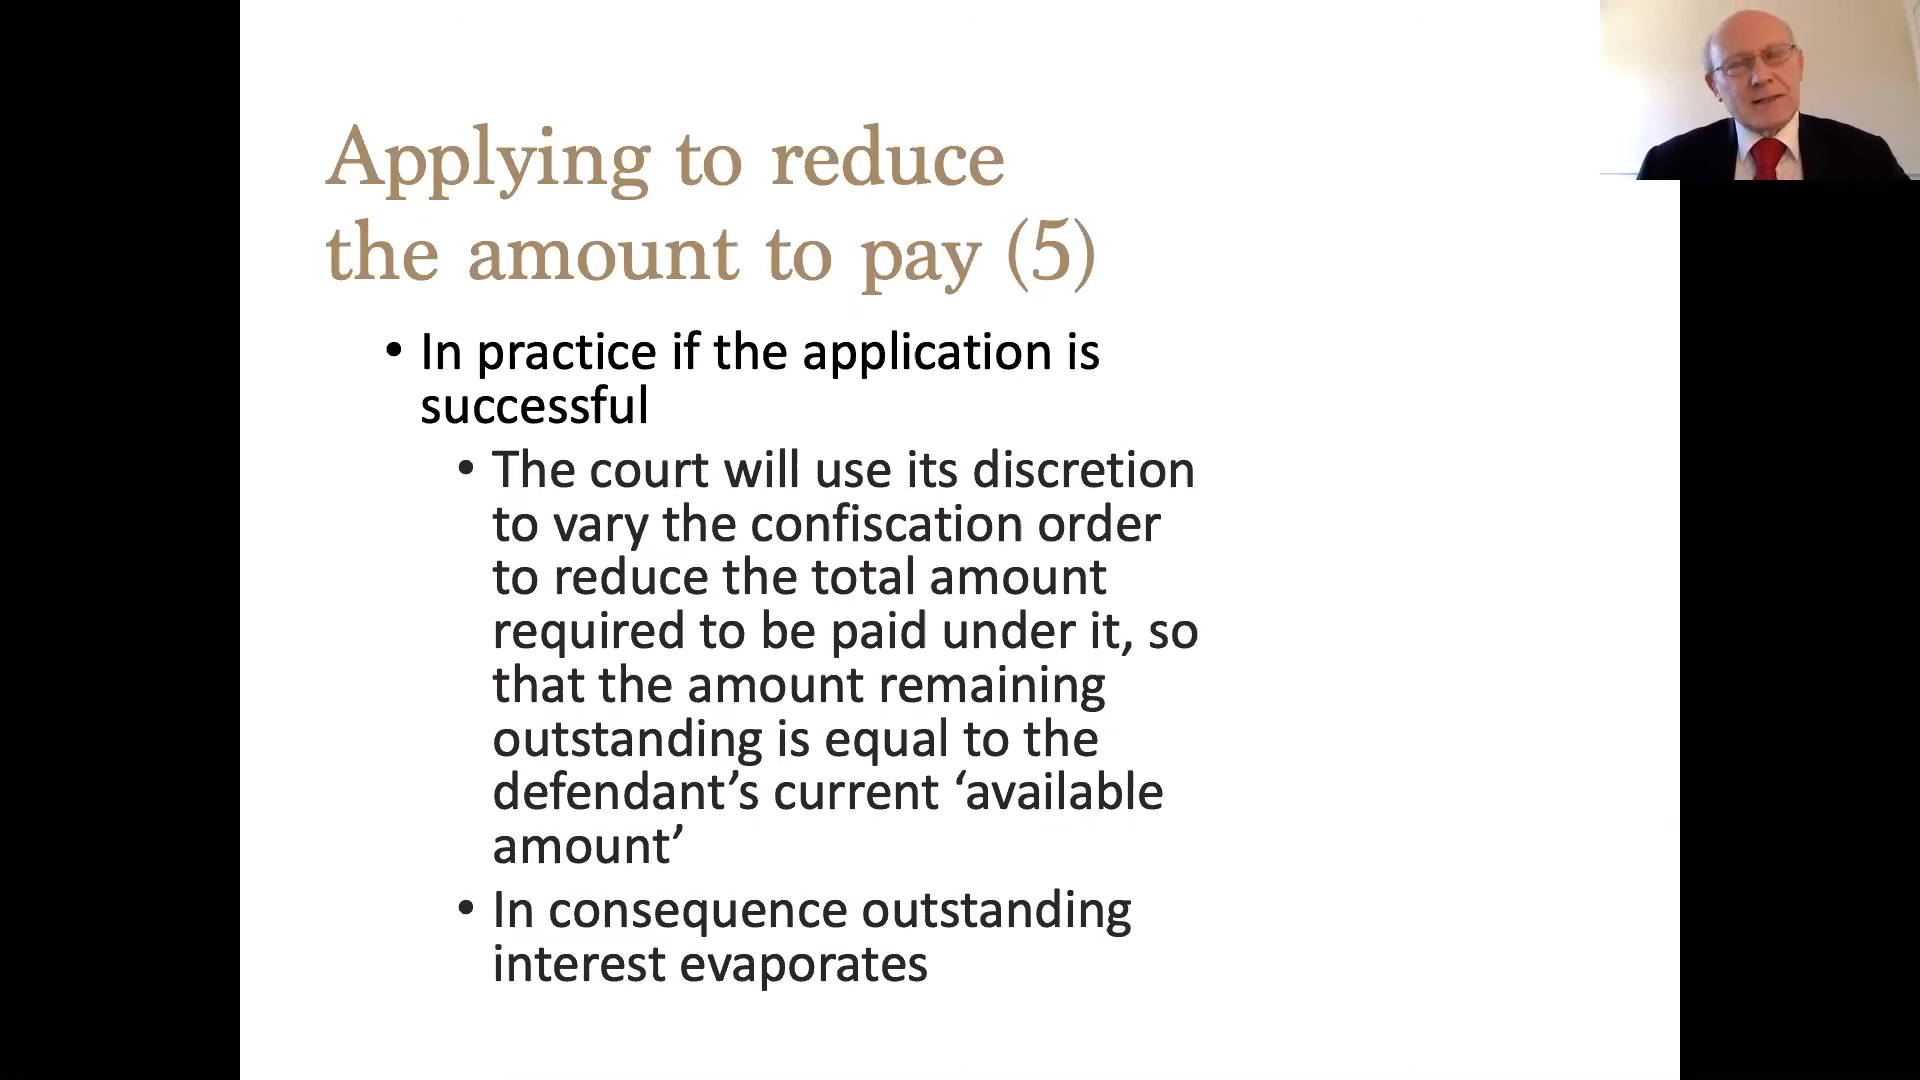 Applying to reduce
the amount to pay (5)
• In practice if the application is
successful
• The court will use its discretion
to vary the confiscation order
to reduce the total amount
required to be paid under it, so
that the amount remaining
outstanding is equal to the
defendant’s current ‘available
amount’
• In consequence outstanding
interest evaporates